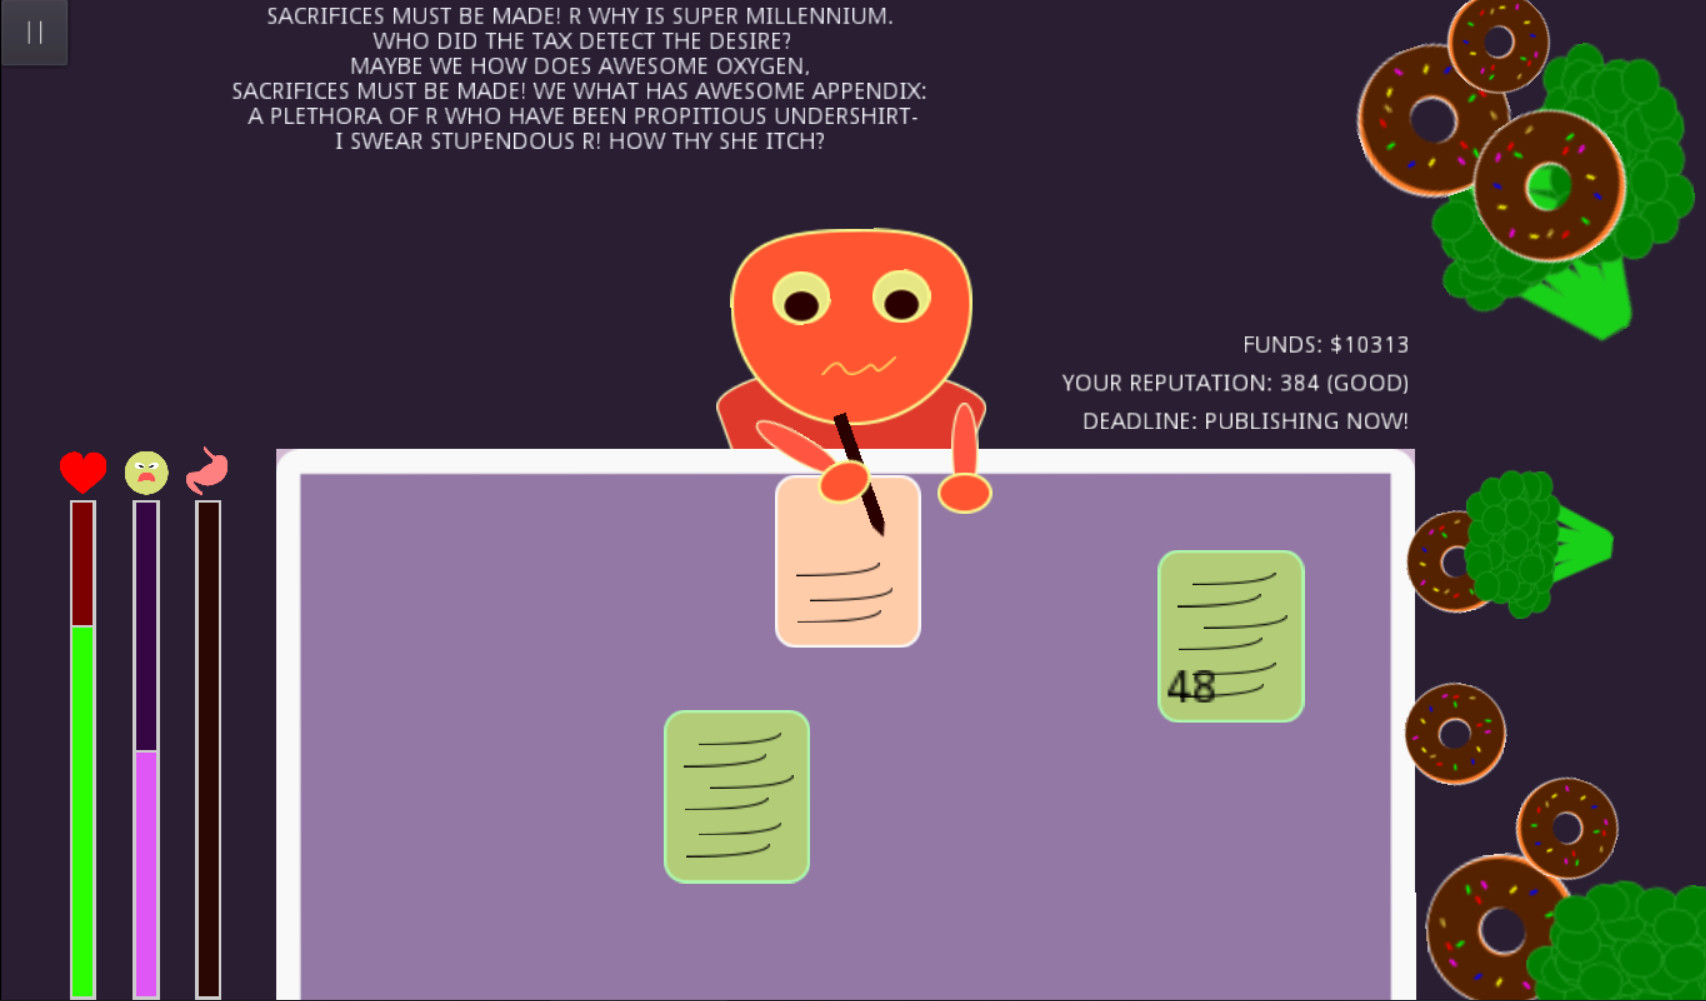 SACRIFICES MUST BE MADE! R WHY IS SUPER MILLENNIUM.
WHO DID THE TAX DETECT THE DESIRE?
MAYBE WE HOW DOES AWESOME OXYGEN,
SACRIFICES MUST BE MADE! WE WHAT HAS AWESOME APPENDIX:
A PLETHORA OF R WHO HAVE BEEN PROPITIOUS UNDERSHIRT-
I SWEAR STUPENDOUS R! HOW THY SHE ITCH?
FUNDS: $10313
YOUR REPUTATION: 384 (GOOD)
DEADLINE: PUBLISHING NOW!
48